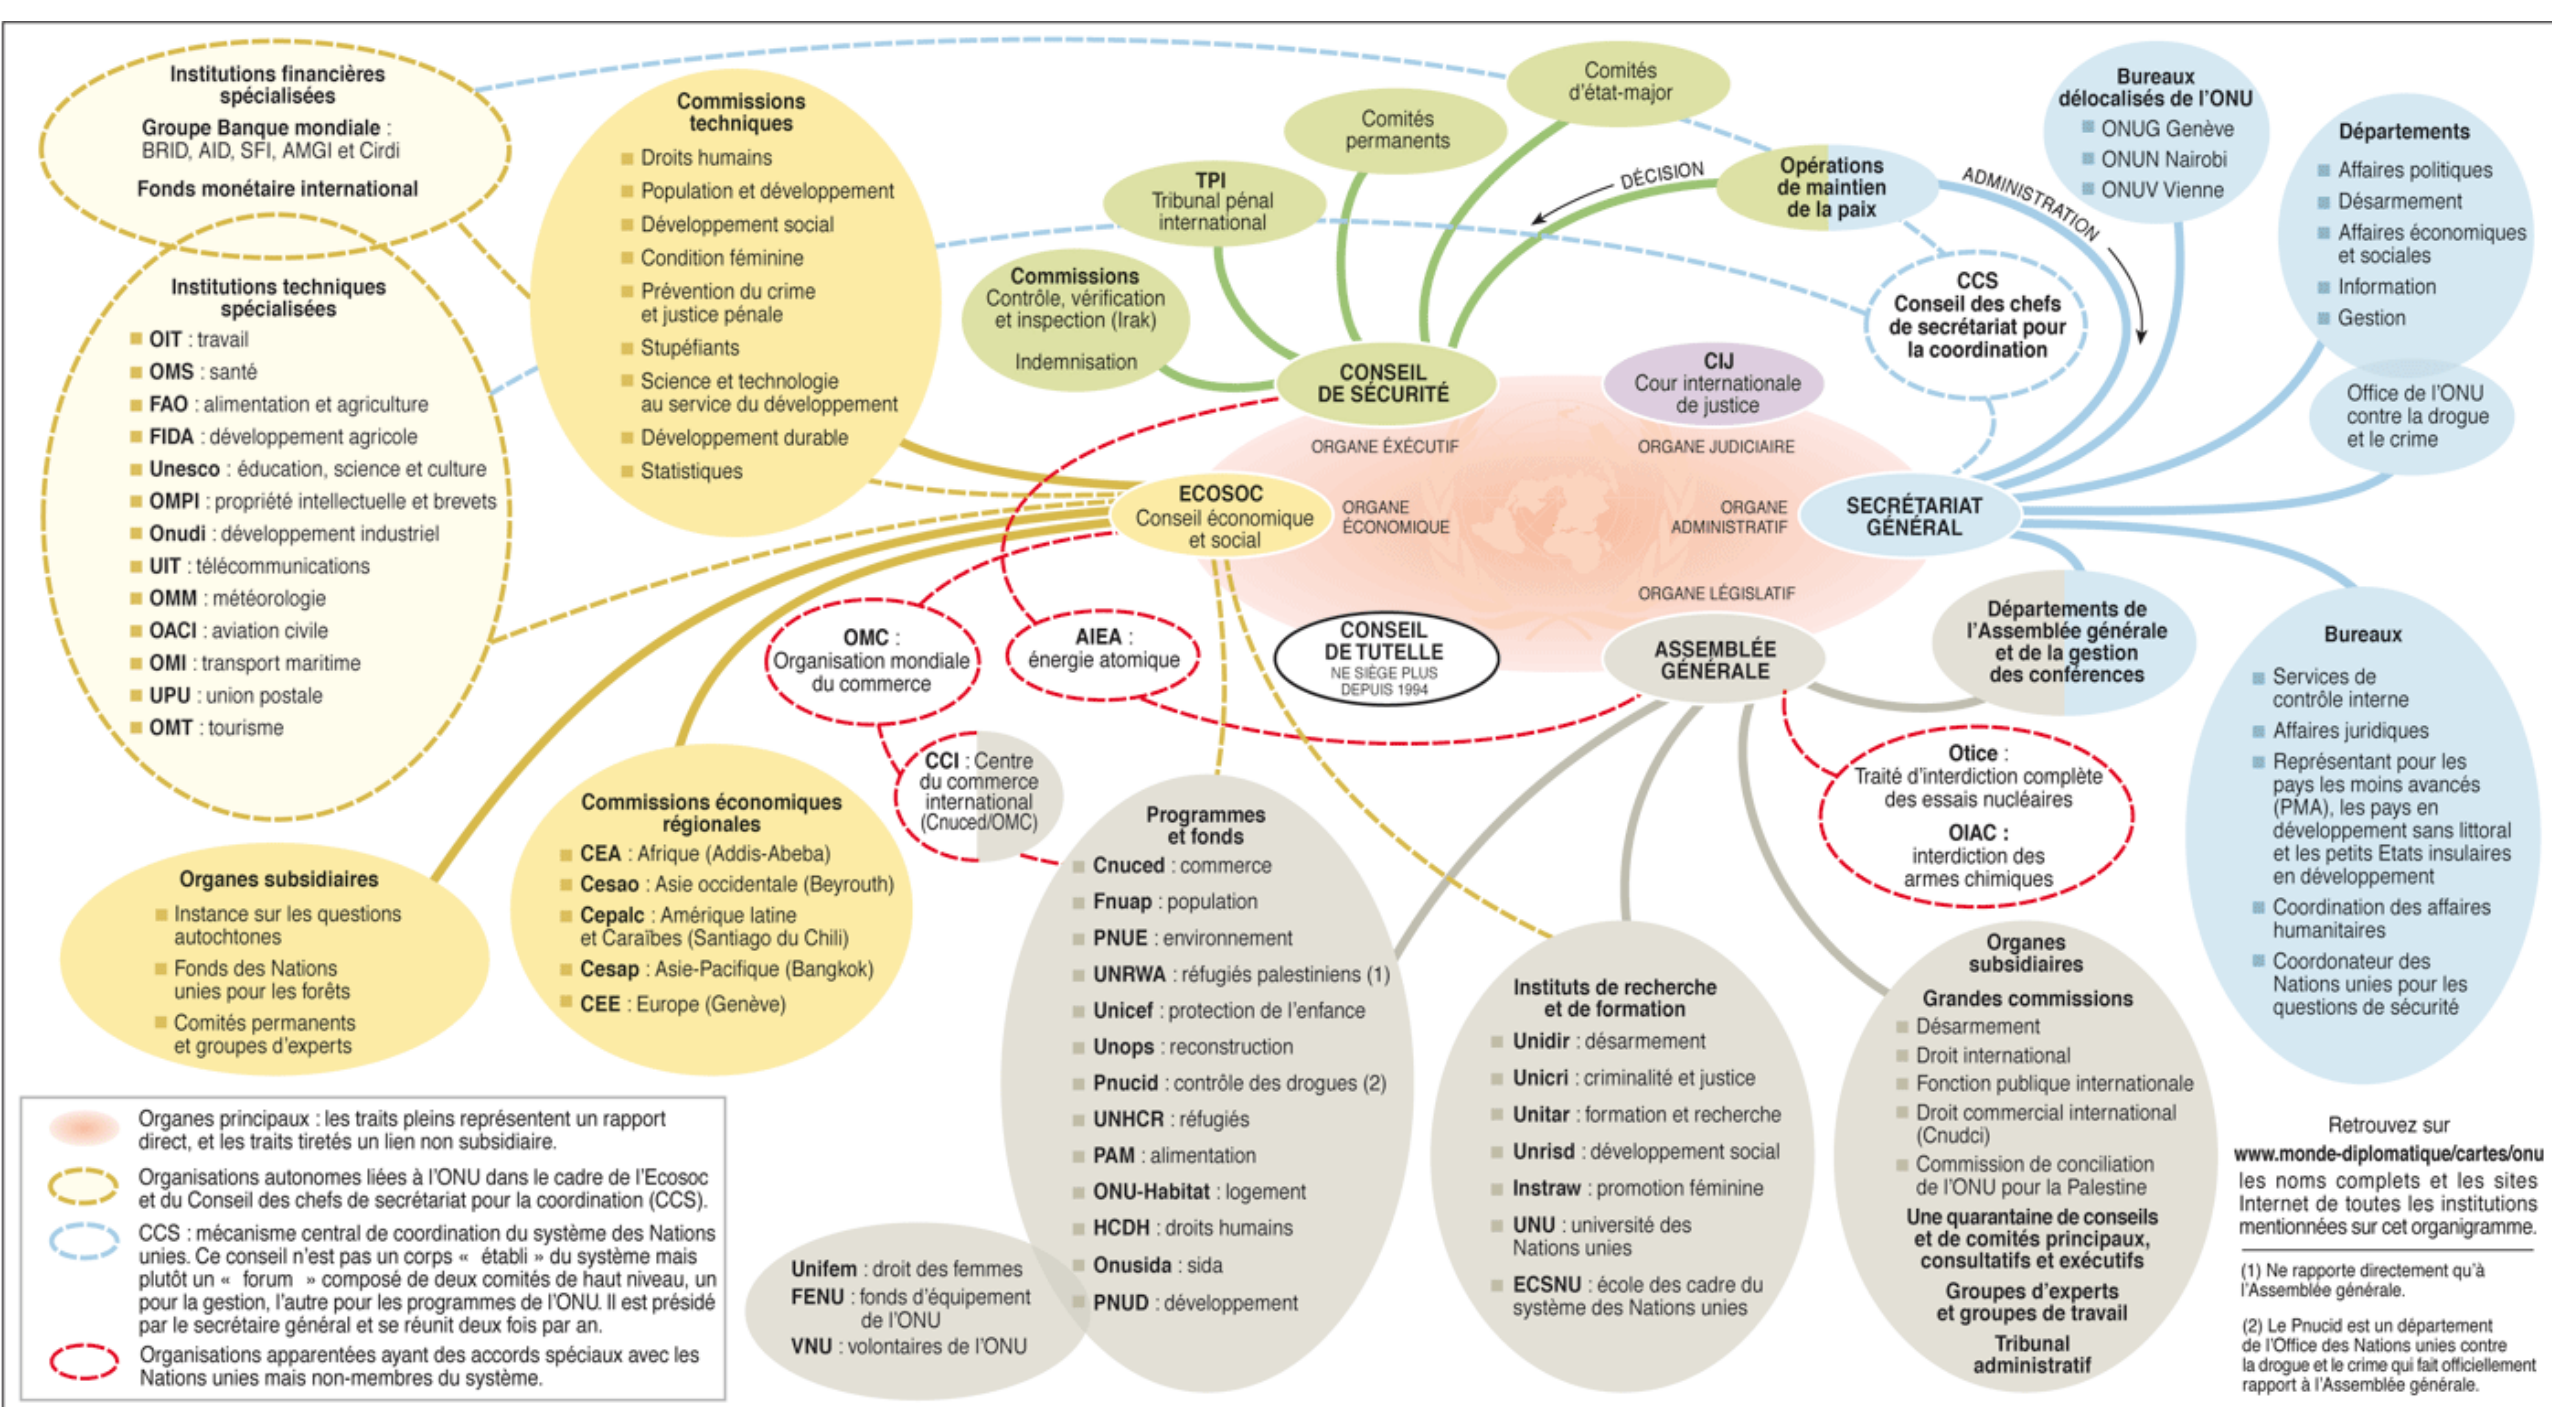 Institutions financières
spécialisées
Groupe Banque mondiale :
BRID, AID, SFI, AMGI et Cirdi
Fonds monétaire international
Institutions techniques
spécialisées
OIT : travail
OMS : santé
FAO : alimentation et agriculture
FIDA : développement agricole
Unesco : éducation, science et culture
OMPI : propriété intellectuelle et brevets
Onudi : développement industriel
UIT : télécommunications
OMM : météorologie
OACI : aviation civile
OMI : transport maritime
UPU : union postale
OMT : tourisme
Commissions
techniques
Droits humains
Population et développement
Développement social
Condition féminine
Prévention du crime
et justice pénale
Stupéfiants
Science et technologie
au service du développement
Développement durable
Statistiques
Commissions
Contrôle, vérification
et inspection (Irak)
Indemnisation
TPI
Tribunal pénal
international
Comités
permanents
Comités
d'état-major
DÉCISION
Opérations
de maintien
de la paix
ADMINISTRATION
Bureaux
délocalisés de l'ONU
ONUG Genève
ONUN Nairobi
ONUV Vienne
Départements
Affaires politiques
Désarmement
Affaires économiques
et sociales
Information
Gestion
Office de l'ONU
contre la drogue
et le crime
CCS
Conseil des chefs
de secrétariat pour
la coordination
CONSEIL
DE SÉCURITÉ
CIJ
Cour internationale
de justice
ORGANE ÉXÉCUTIF
ORGANE JUDICIAIRE
ECOSOC
Conseil économique
et social
ORGANE
ÉCONOMIQUE
ORGANE
ADMINISTRATIF
SECRÉTARIAT
GÉNÉRAL
ORGANE LÉGISLATIF
CONSEIL
DE TUTELLE
NE SIÈGE PLUS
DEPUIS 1994
ASSEMBLÉE
GÉNÉRALE
Départements de
l'Assemblée générale
et de la gestion
des conférences
OMC :
Organisation mondiale
du commerce
AIEA :
énergie atomique
CCI : Centre
du commerce
international
(Cnuced/OMC)
Otice :
Traité d'interdiction complète
des essais nucléaires
OIAC :
interdiction des
armes chimiques
Bureaux
Services de
contrôle interne
Affaires juridiques
Représentant pour les
pays les moins avancés
(PMA), les pays en
développement sans littoral
et les petits Etats insulaires
en développement
Coordination des affaires
humanitaires
Coordonateur des
Nations unies pour les
questions de sécurité
Organes subsidiaires
Instance sur les questions
autochtones
Fonds des Nations
unies pour les forêts
Comités permanents
et groupes d'experts
Commissions économiques
régionales
CEA : Afrique (Addis-Abeba)
Cesao : Asie occidentale (Beyrouth)
Cepalc : Amérique latine
et Caraïbes (Santiago du Chili)
Cesap : Asie-Pacifique (Bangkok)
CEE : Europe (Genève)
Programmes
et fonds
Cnuced : commerce
Fnuap : population
PNUE : environnement
UNRWA : réfugiés palestiniens (1)
Unicef : protection de l'enfance
Unops : reconstruction
Pnucid : contrôle des drogues (2)
UNHCR : réfugiés
PAM : alimentation
ONU-Habitat : logement
HCDH : droits humains
Onusida : sida
PNUD : développement
Unifem : droit des femmes
FENU : fonds d'équipement
de l'ONU
VNU : volontaires de l'ONU
Instituts de recherche
et de formation
Unidir : désarmement
Unicri : criminalité et justice
Unitar : formation et recherche
Unrisd : développement social
Instraw : promotion féminine
UNU : université des
Nations unies
ECSNU : école des cadre du
système des Nations unies
Organes
subsidiaires
Grandes commissions
Désarmement
Droit international
Fonction publique internationale
Droit commercial international
(Cnudci)
Commission de conciliation
de l'ONU pour la Palestine
Une quarantaine de conseils
et de comités principaux,
consultatifs et exécutifs
Groupes d'experts
et groupes de travail
Tribunal
administratif
Organes principaux : les traits pleins représentent un rapport
direct, et les traits tiretés un lien non subsidiaire.
Organisations autonomes liées à l'ONU dans le cadre de l'Ecosoc
et du Conseil des chefs de secrétariat pour la coordination (CCS).
CCS : mécanisme central de coordination du système des Nations
unies. Ce conseil n'est pas un corps « établi » du système mais
plutôt un « forum » composé de deux comités de haut niveau, un
pour la gestion, l'autre pour les programmes de l'ONU. Il est présidé
par le secrétaire général et se réunit deux fois par an.
Organisations apparentées ayant des accords spéciaux avec les
Nations unies mais non-membres du système.
Retrouvez sur
www.monde-diplomatique/cartes/onu
les noms complets et les sites
Internet de toutes les institutions
mentionnées sur cet organigramme.
(1) Ne rapporte directement qu'à
l'Assemblée générale.
(2) Le Pnucid est un département
de l'Office des Nations unies contre
la drogue et le crime qui fait officiellement
rapport à l'Assemblée générale.